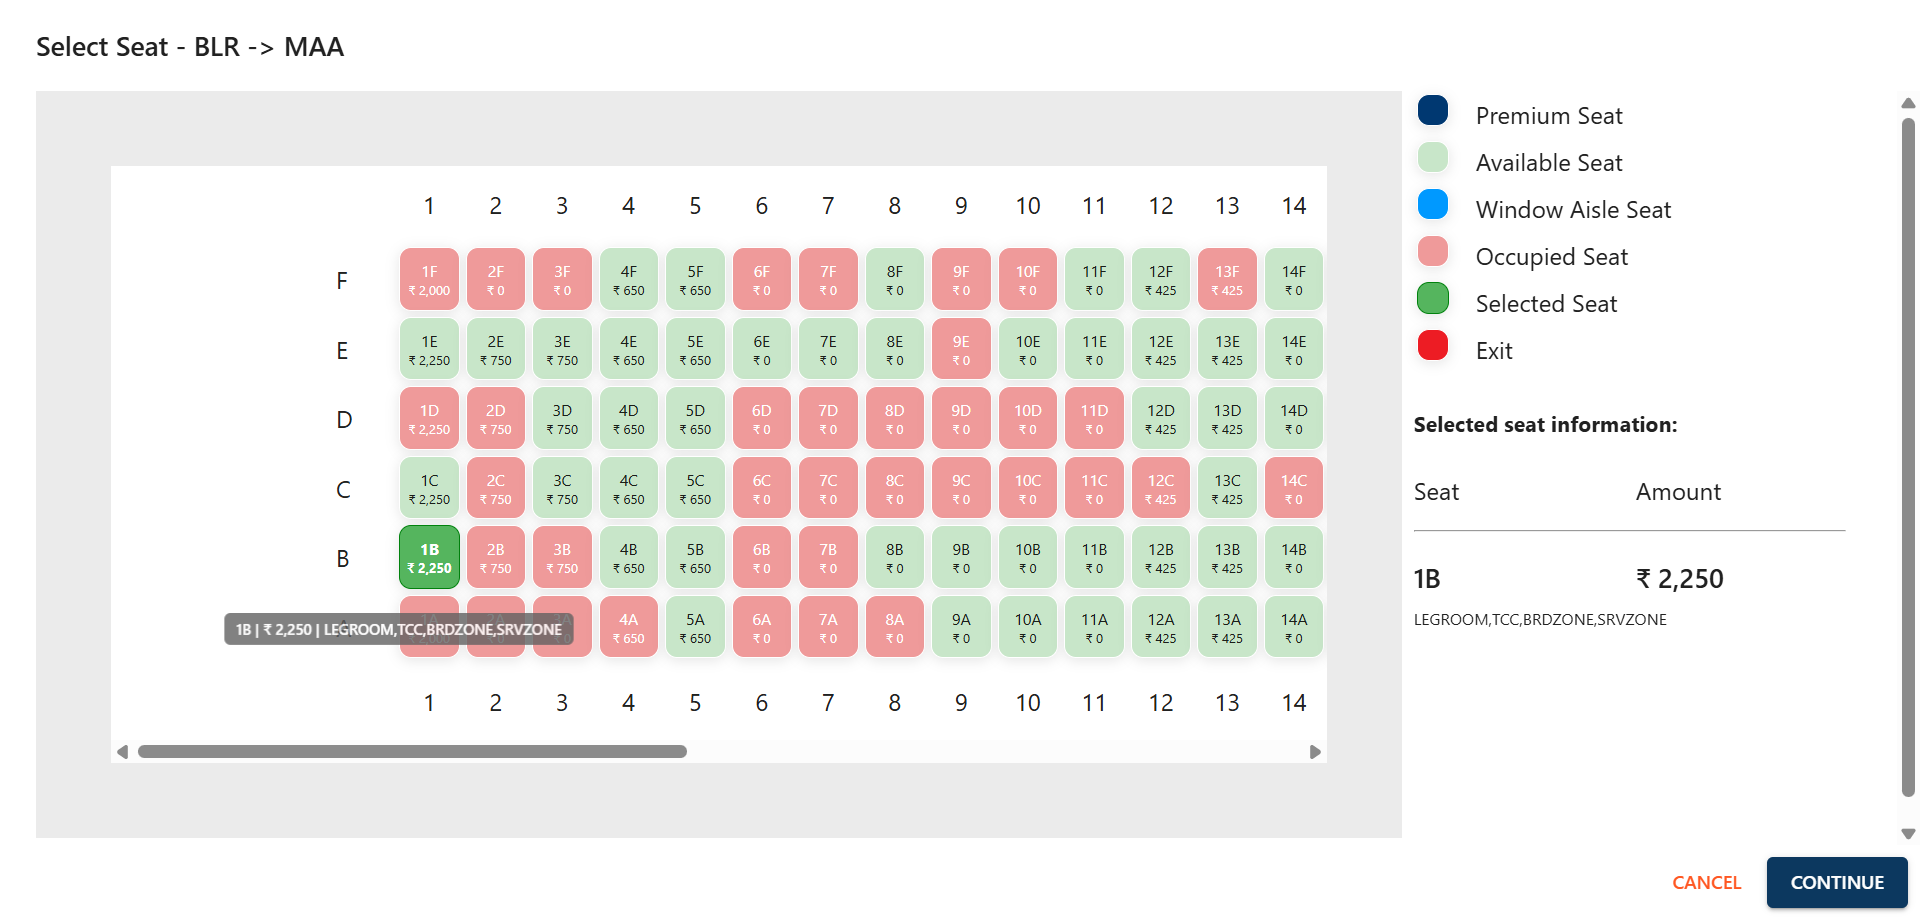 Select Seat - BLR -> MAA
1 2 3 4 5 6 7 8 9 10 11 12 13 14
F
1F 2F 3F 4F 5F 6F 7F 8F 9F 10F 11F 12F 13F 14F
₹ 2,000 ₹ 0 ₹ 0 ₹ 650 ₹ 650 ₹ 0 ₹ 0 ₹ 0 ₹ 0 ₹ 0 ₹ 0 ₹ 425 ₹ 425 ₹ 0
E
1E 2E 3E 4E 5E 6E 7E 8E 9E 10E 11E 12E 13E 14E
₹ 2,250 ₹ 750 ₹ 750 ₹ 650 ₹ 650 ₹ 0 ₹ 0 ₹ 0 ₹ 0 ₹ 0 ₹ 0 ₹ 425 ₹ 425 ₹ 0
D
1D 2D 3D 4D 5D 6D 7D 8D 9D 10D 11D 12D 13D 14D
₹ 2,250 ₹ 750 ₹ 750 ₹ 650 ₹ 650 ₹ 0 ₹ 0 ₹ 0 ₹ 0 ₹ 0 ₹ 0 ₹ 425 ₹ 425 ₹ 0
C
1C 2C 3C 4C 5C 6C 7C 8C 9C 10C 11C 12C 13C 14C
₹ 2,250 ₹ 750 ₹ 750 ₹ 650 ₹ 650 ₹ 0 ₹ 0 ₹ 0 ₹ 0 ₹ 0 ₹ 0 ₹ 425 ₹ 425 ₹ 0
B
1B 2B 3B 4B 5B 6B 7B 8B 9B 10B 11B 12B 13B 14B
₹ 2,250 ₹ 750 ₹ 750 ₹ 650 ₹ 650 ₹ 0 ₹ 0 ₹ 0 ₹ 0 ₹ 0 ₹ 0 ₹ 425 ₹ 425 ₹ 0
1B | ₹ 2,250 | LEGROOM,TCC,BRDZONE,SRVZONE
4A 5A 6A 7A 8A 9A 10A 11A 12A 13A 14A
₹ 650 ₹ 650 ₹ 0 ₹ 0 ₹ 0 ₹ 0 ₹ 0 ₹ 0 ₹ 425 ₹ 425 ₹ 0
1 2 3 4 5 6 7 8 9 10 11 12 13 14
Premium Seat
Available Seat
Window Aisle Seat
Occupied Seat
Selected Seat
Exit
Selected seat information:
Seat Amount
1B ₹ 2,250
LEGROOM,TCC,BRDZONE,SRVZONE
CANCEL CONTINUE